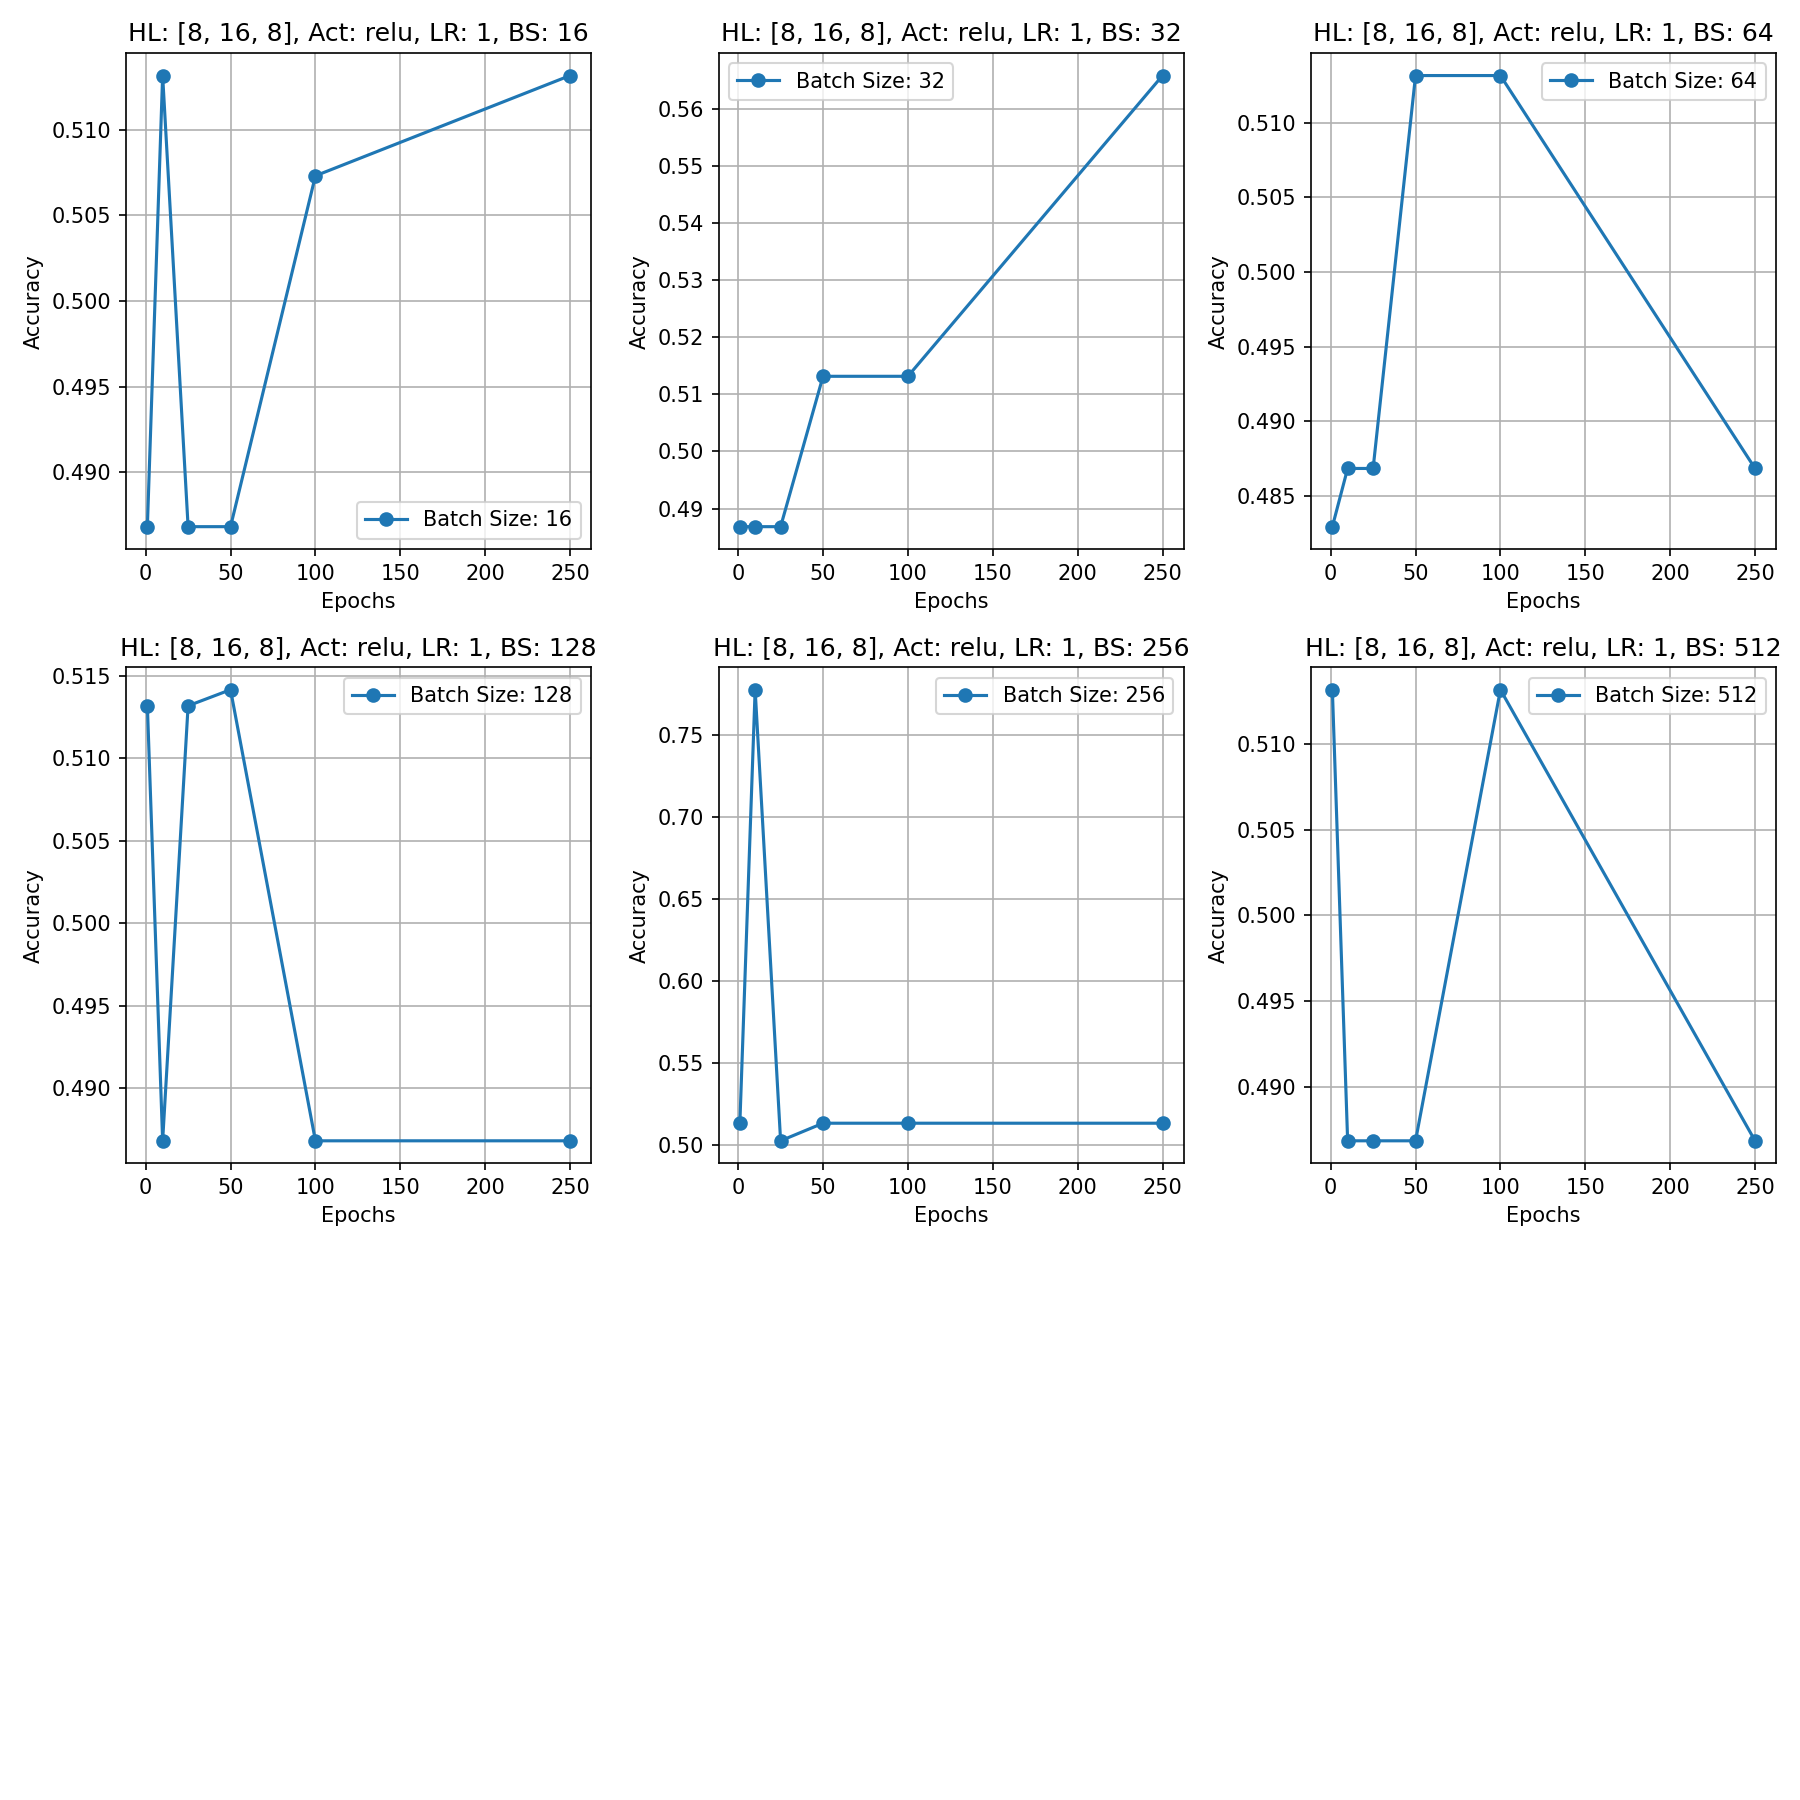 HL: [8, 16, 8], Act: relu, LR: 1, BS: 16
0.510
0.505
0.500
0.495
0.490
Accuracy
Batch Size: 16
0 50 100 150 200 250
Epochs
HL: [8, 16, 8], Act: relu, LR: 1, BS: 32
Batch Size: 32
0.56
0.55
0.54
0.53
0.52
0.51
0.50
0.49
Accuracy
0 50 100 150 200 250
Epochs
HL: [8, 16, 8], Act: relu, LR: 1, BS: 64
Batch Size: 64
0.510
0.505
0.500
0.495
0.490
0.485
Accuracy
0 50 100 150 200 250
Epochs
HL: [8, 16, 8], Act: relu, LR: 1, BS: 128
Batch Size: 128
0.515
0.510
0.505
0.500
0.495
0.490
Accuracy
0 50 100 150 200 250
Epochs
HL: [8, 16, 8], Act: relu, LR: 1, BS: 256
Batch Size: 256
0.75
0.70
0.65
0.60
0.55
0.50
Accuracy
0 50 100 150 200 250
Epochs
HL: [8, 16, 8], Act: relu, LR: 1, BS: 512
Batch Size: 512
0.510
0.505
0.500
0.495
0.490
Accuracy
0 50 100 150 200 250
Epochs